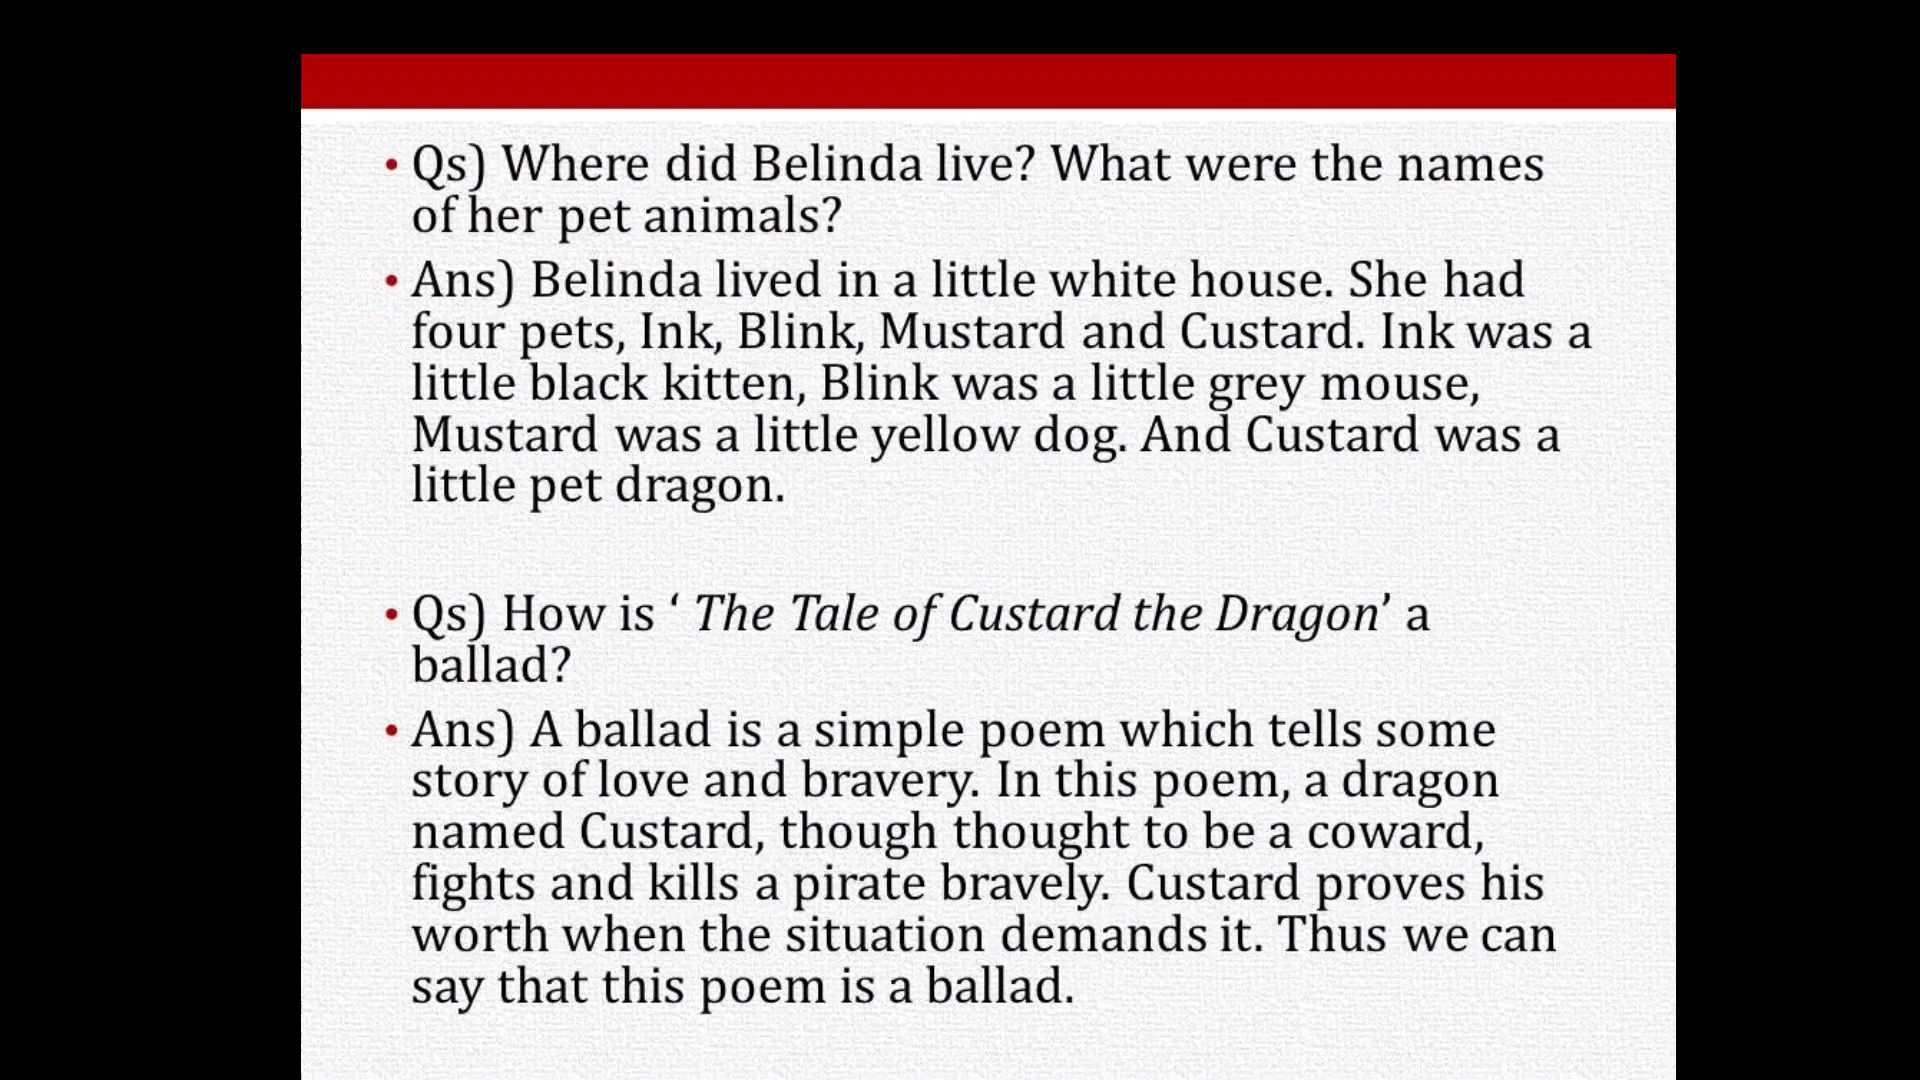 • Qs) Where did Belinda live? What were the names
of her pet animals?
• Ans) Belinda lived in a little white house. She had
four pets, Ink, Blink, Mustard and Custard. Ink was a
little black kitten, Blink was a little grey mouse,
Mustard was a little yellow dog. And Custard was a
little pet dragon.
• Qs) How is ‘ The Tale of Custard the Dragon’ a
ballad?
• Ans) A ballad is a simple poem which tells some
story of love and bravery. In this poem, a dragon
named Custard, though thought to be a coward,
fights and kills a pirate bravely. Custard proves his
worth when the situation demands it. Thus we can
say that this poem is a ballad.